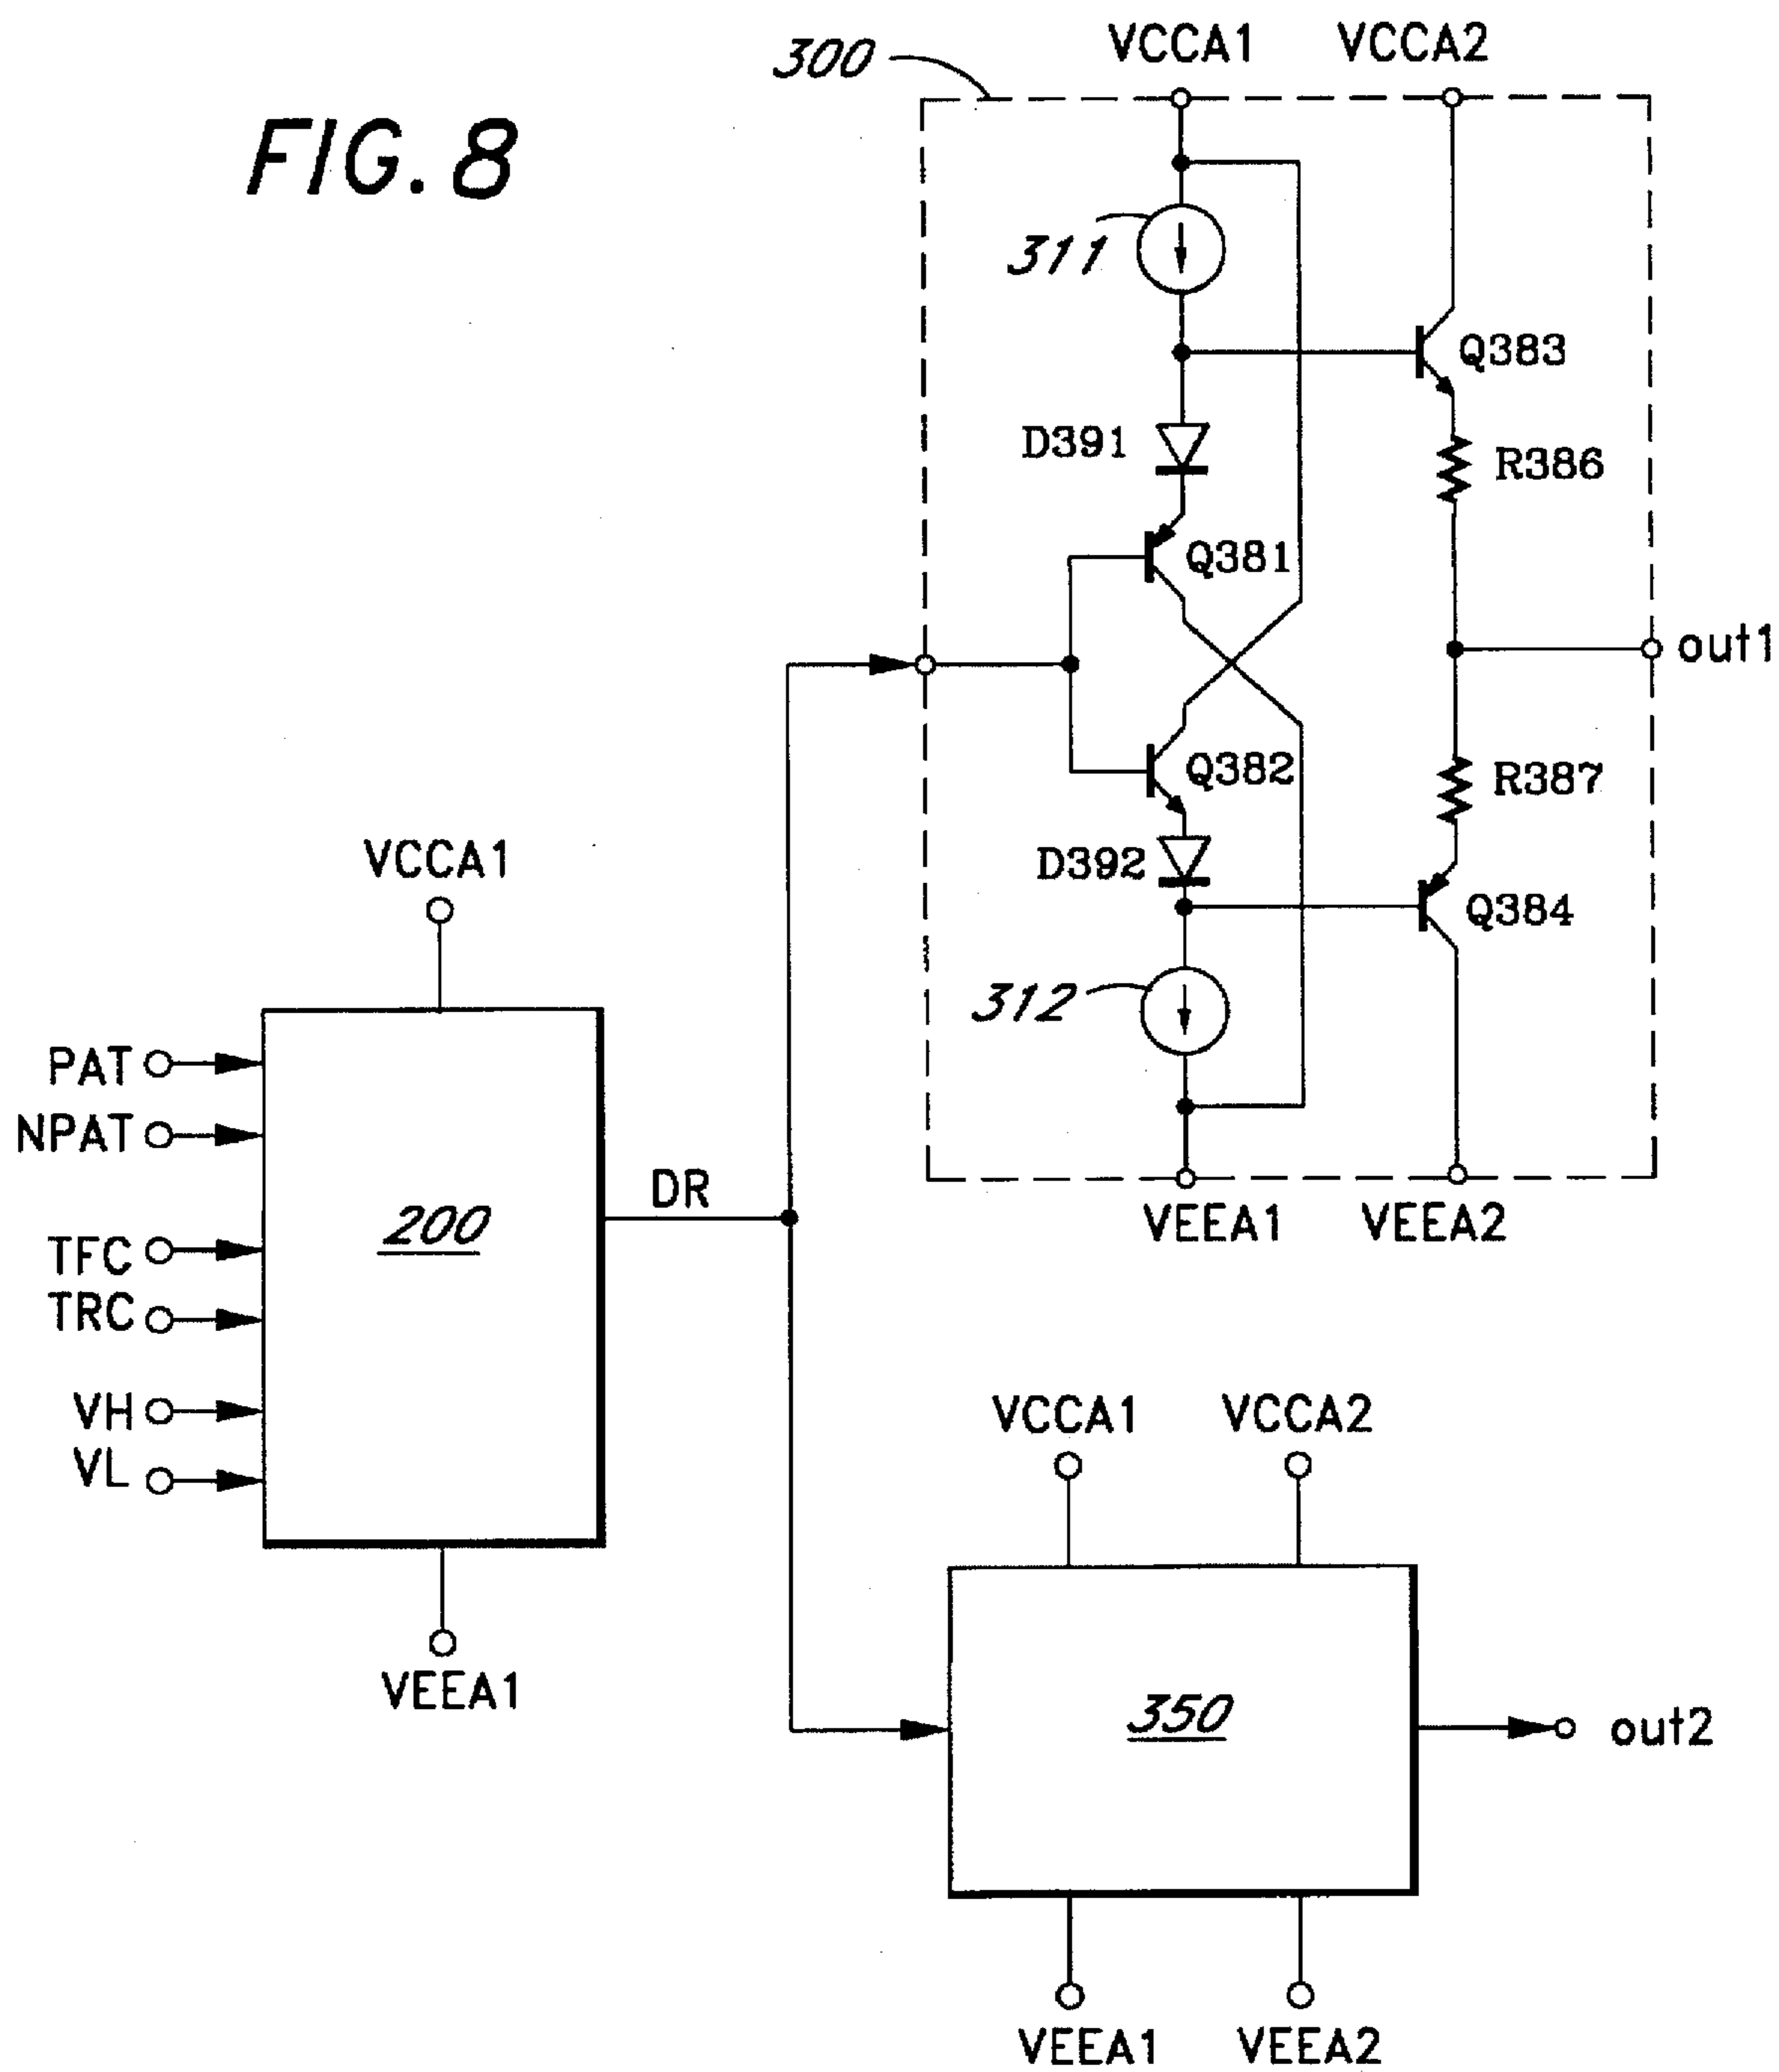 FIG. 8
300
VCCA1 VCCA2
311
Q383
D391
R386
Q381
out1
Q382
R387
D392
Q384
312
VEEA1 VEEA2
VCCA1
PAT
NPAT
200
DR
TFC
TRC
VH
VL
VEEA1
VCCA1 VCCA2
350
out2
VEEA1 VEEA2